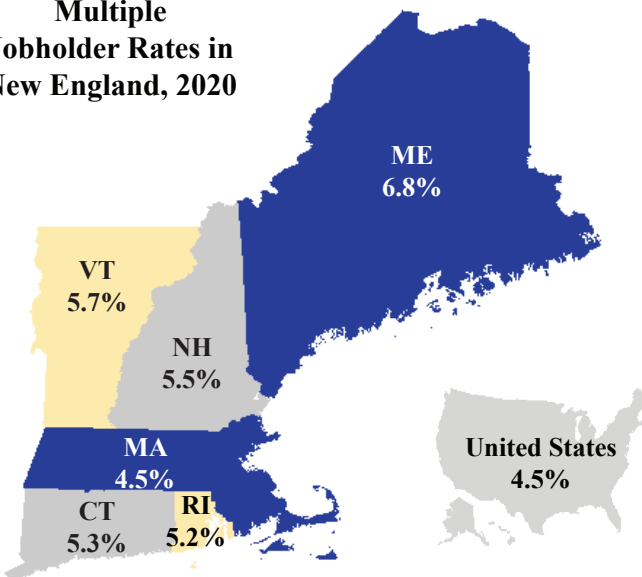 Multiple
Jobholder Rates in
New England, 2020
ME
6.8%
VT
5.7%
NH
5.5%
MA
4.5%
United States
4.5%
CT
5.3%
RI
5.2%